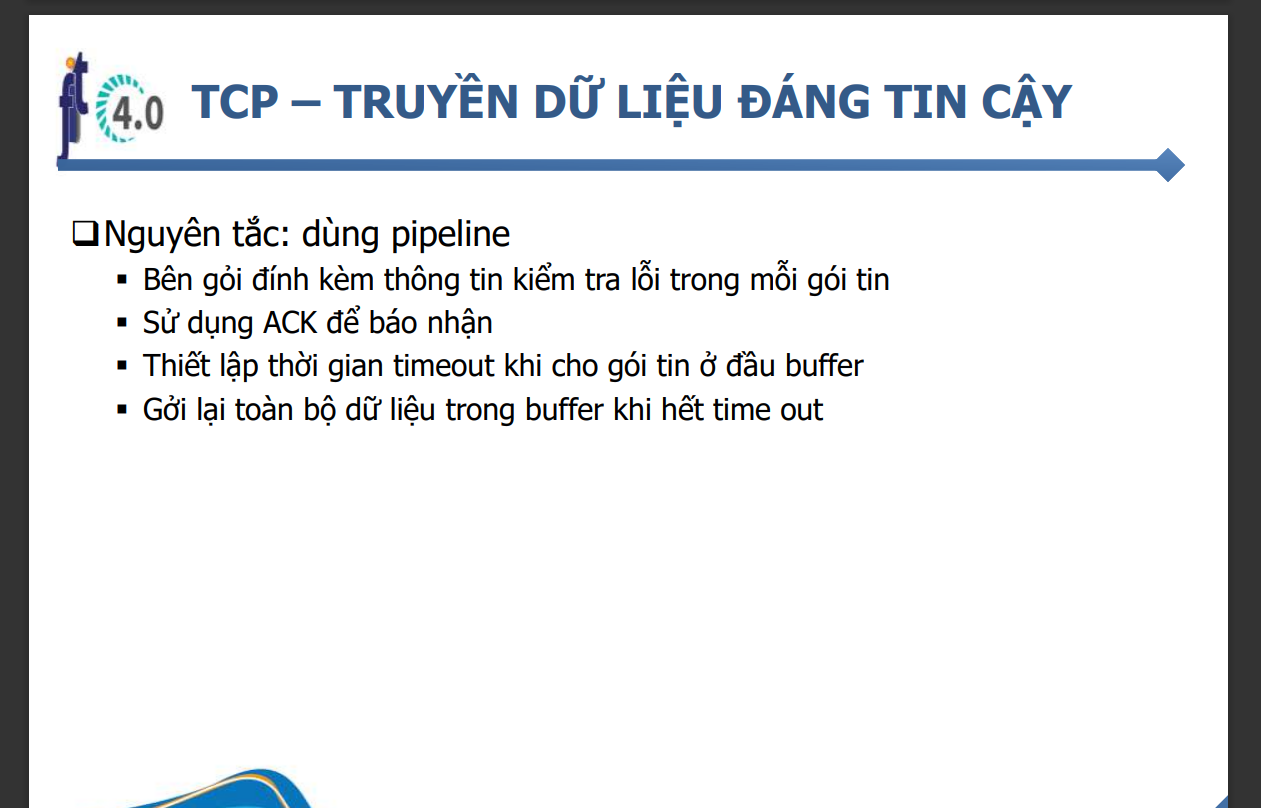 fit 4.0 TCP – TRUYỀN DỮ LIỆU ĐÁNG TIN CẬY
Nguyên tắc: dùng pipeline
Bên gỏi đính kèm thông tin kiểm tra lỗi trong mỗi gói tin
Sử dụng ACK để báo nhận
Thiết lập thời gian timeout khi cho gói tin ở đầu buffer
Gởi lại toàn bộ dữ liệu trong buffer khi hết time out